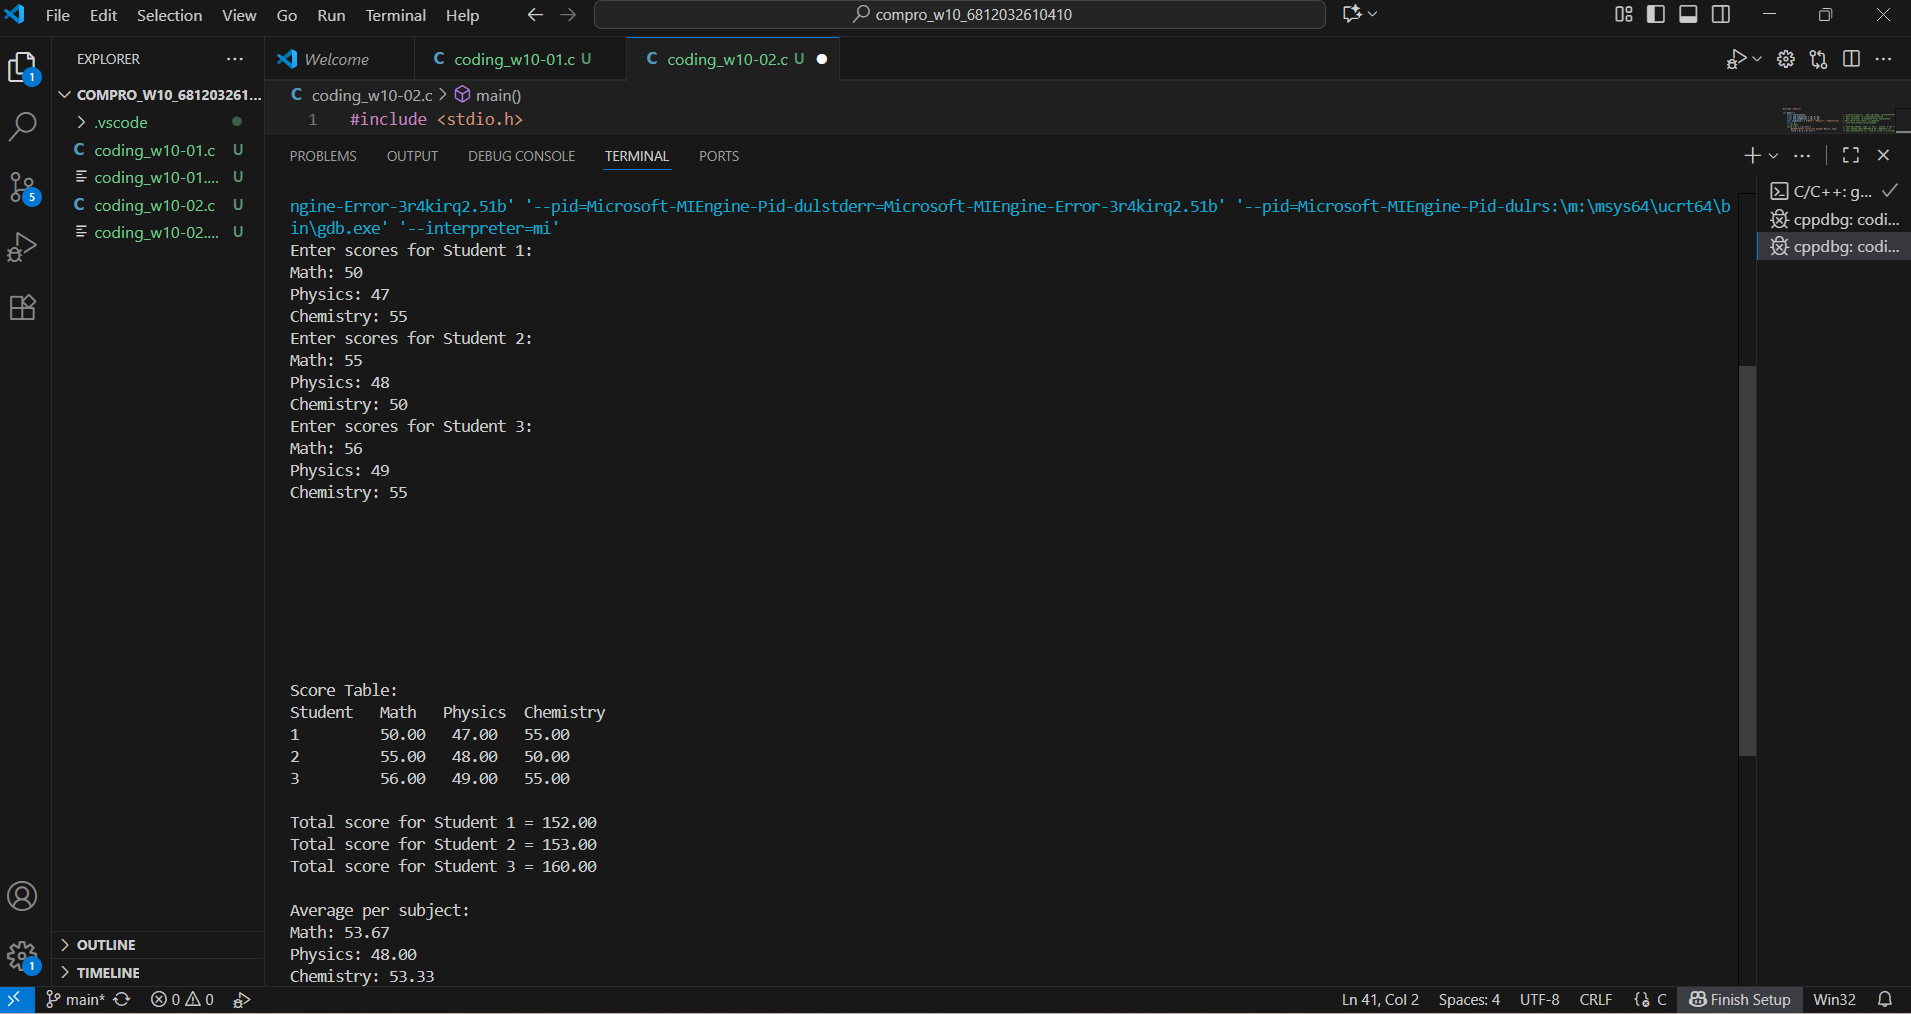 File Edit Selection View Go Run Terminal Help
compro_w10_6812032610410
EXPLORER
Welcome
coding_w10-01.c U
coding_w10-02.c U
COMPRO_W10_681203261...
.vscode
coding_w10-01.c U
coding_w10-01.... U
coding_w10-02.c U
coding_w10-02.... U
1
5
coding_w10-02.c > main()
1 #include <stdio.h>
PROBLEMS OUTPUT DEBUG CONSOLE TERMINAL PORTS
C/C++: g...
cppdbg: codi...
cppdbg: codi...
ngine-Error-3r4kirq2.51b' '--pid=Microsoft-MIEngine-Pid-dulstderr=Microsoft-MIEngine-Error-3r4kirq2.51b' '--pid=Microsoft-MIEngine-Pid-dulrs:\m:\msys64\ucrt64\b
in\gdb.exe' '--interpreter=mi'
Enter scores for Student 1:
Math: 50
Physics: 47
Chemistry: 55
Enter scores for Student 2:
Math: 55
Physics: 48
Chemistry: 50
Enter scores for Student 3:
Math: 56
Physics: 49
Chemistry: 55
Score Table:
Student Math Physics Chemistry
1 50.00 47.00 55.00
2 55.00 48.00 50.00
3 56.00 49.00 55.00
Total score for Student 1 = 152.00
Total score for Student 2 = 153.00
Total score for Student 3 = 160.00
Average per subject:
Math: 53.67
Physics: 48.00
Chemistry: 53.33
OUTLINE
TIMELINE
1
main* 0 0
Ln 41, Col 2 Spaces: 4 UTF-8 CRLF C Finish Setup Win32